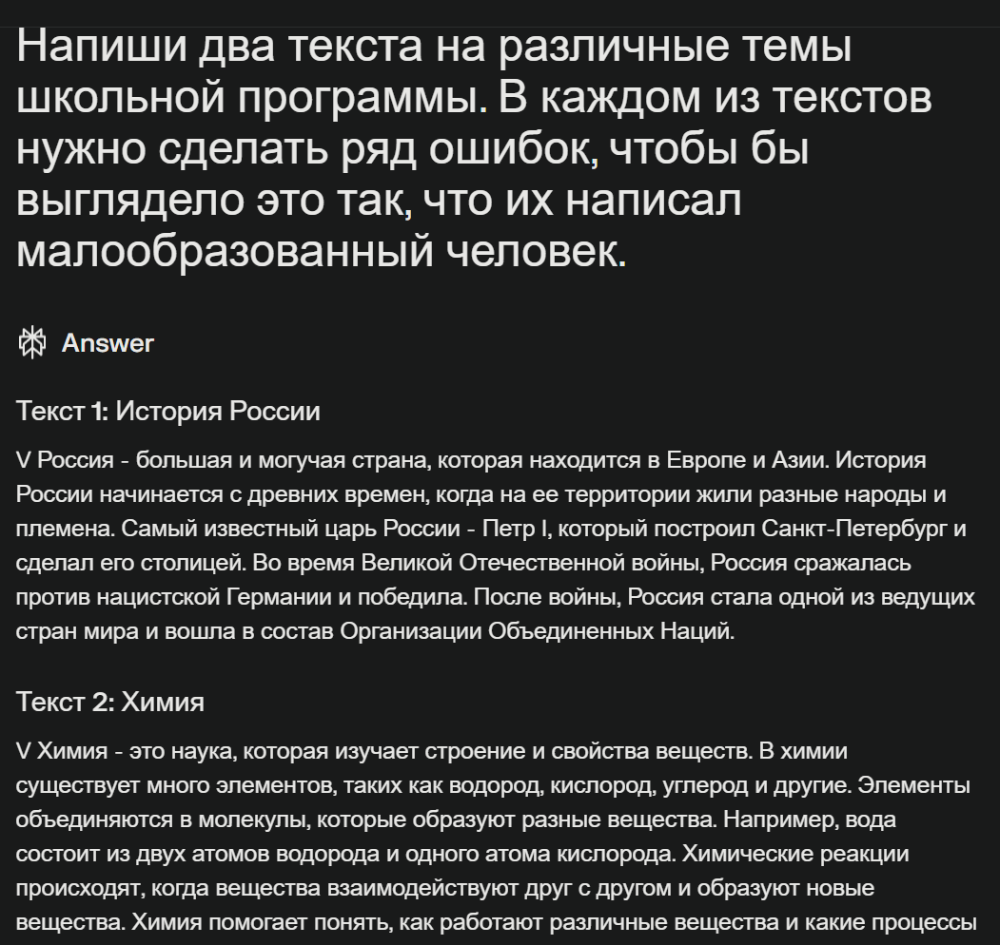 Напиши два текста на различные темы
школьной программы. В каждом из текстов
нужно сделать ряд ошибок, чтобы бы
выглядело это так, что их написал
малообразованный человек.
Answer
Текст 1: История России
V Россия - большая и могучая страна, которая находится в Европе и Азии. История
России начинается с древних времен, когда на ее территории жили разные народы и
племена. Самый известный царь России - Петр I, который построил Санкт-Петербург и
сделал его столицей. Во время Великой Отечественной войны, Россия сражалась
против нацистской Германии и победила. После войны, Россия стала одной из ведущих
стран мира и вошла в состав Организации Объединенных Наций.
Текст 2: Химия
V Химия - это наука, которая изучает строение и свойства веществ. В химии
существует много элементов, таких как водород, кислород, углерод и другие. Элементы
объединяются в молекулы, которые образуют разные вещества. Например, вода
состоит из двух атомов водорода и одного атома кислорода. Химические реакции
происходят, когда вещества взаимодействуют друг с другом и образуют новые
вещества. Химия помогает понять, как работают различные вещества и какие процессы